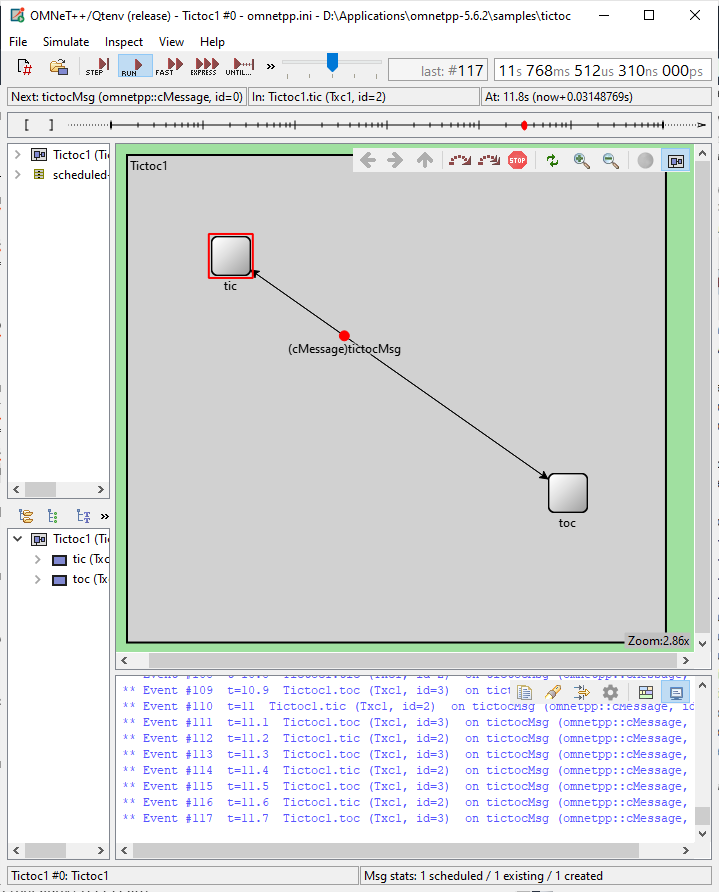 OMNeT++/Qtenv (release) - Tictoc1 #0 - omnetpp.ini - D:\Applications\omnetpp-5.6.2\samples\tictoc
File Simulate Inspect View Help
STEP RUN FAST EXPRESS UNTIL... » last: #117 11s 768ms 512us 310ns 000ps
Next: tictocMsg (omnetpp::cMessage, id=0) In: Tictoc1.tic (Txc1, id=2) At: 11.8s (now+0.03148769s)
[ ]
Tictoc1 (Ti
scheduled-
Tictoc1
STOP
tic
(cMessage)tictocMsg
toc
Zoom:2.86x
»
Tictoc1 (Ti
tic (Txc
toc (Txc
** Event #109 t=10.9 Tictoc1.toc (Txc1, id=3) on tict
** Event #110 t=11 Tictoc1.tic (Txc1, id=2) on tictocMsg (omnetpp::cMessage, id
** Event #111 t=11.1 Tictoc1.toc (Txc1, id=3) on tictocMsg (omnetpp::cMessage,
** Event #112 t=11.2 Tictoc1.tic (Txc1, id=2) on tictocMsg (omnetpp::cMessage,
** Event #113 t=11.3 Tictoc1.toc (Txc1, id=3) on tictocMsg (omnetpp::cMessage,
** Event #114 t=11.4 Tictoc1.tic (Txc1, id=2) on tictocMsg (omnetpp::cMessage,
** Event #115 t=11.5 Tictoc1.toc (Txc1, id=3) on tictocMsg (omnetpp::cMessage,
** Event #116 t=11.6 Tictoc1.tic (Txc1, id=2) on tictocMsg (omnetpp::cMessage,
** Event #117 t=11.7 Tictoc1.toc (Txc1, id=3) on tictocMsg (omnetpp::cMessage,
Tictoc1 #0: Tictoc1 Msg stats: 1 scheduled / 1 existing / 1 created